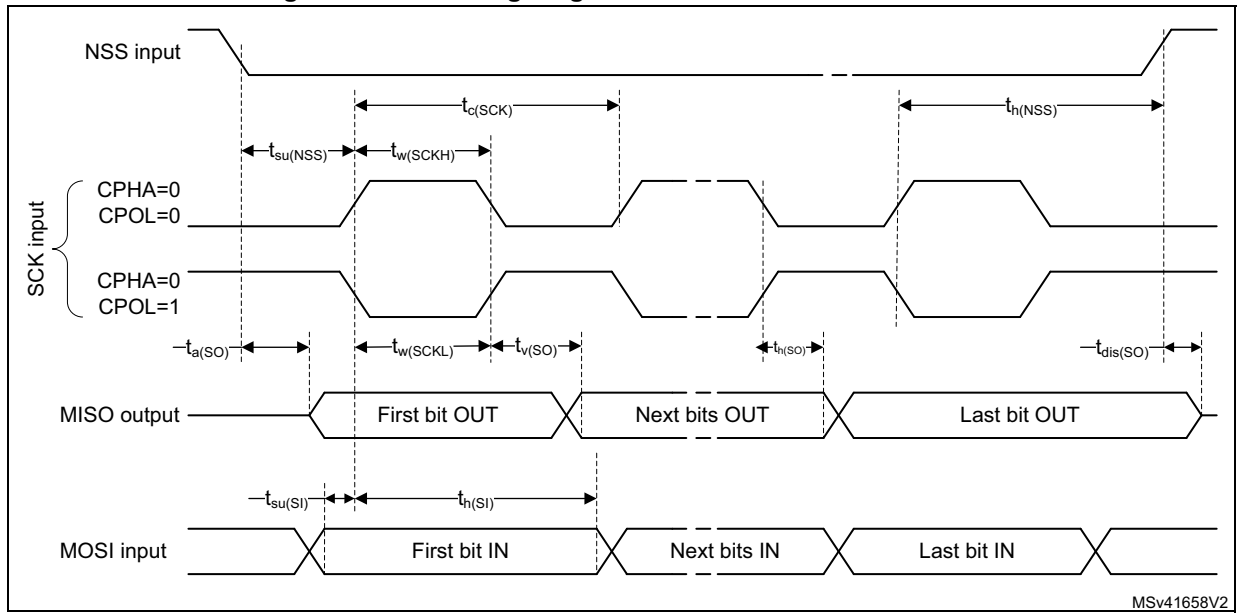 NSS input
tc(SCK)
th(NSS)
tsu(NSS)
tw(SCKH)
CPHA=0
CPOL=0
SCK input
CPHA=0
CPOL=1
ta(SO)
tw(SCKL)
tv(SO)
th(SO)
tdis(SO)
MISO output
First bit OUT
Next bits OUT
Last bit OUT
tsu(SI)
th(SI)
MOSI input
First bit IN
Next bits IN
Last bit IN
MSv41658V2